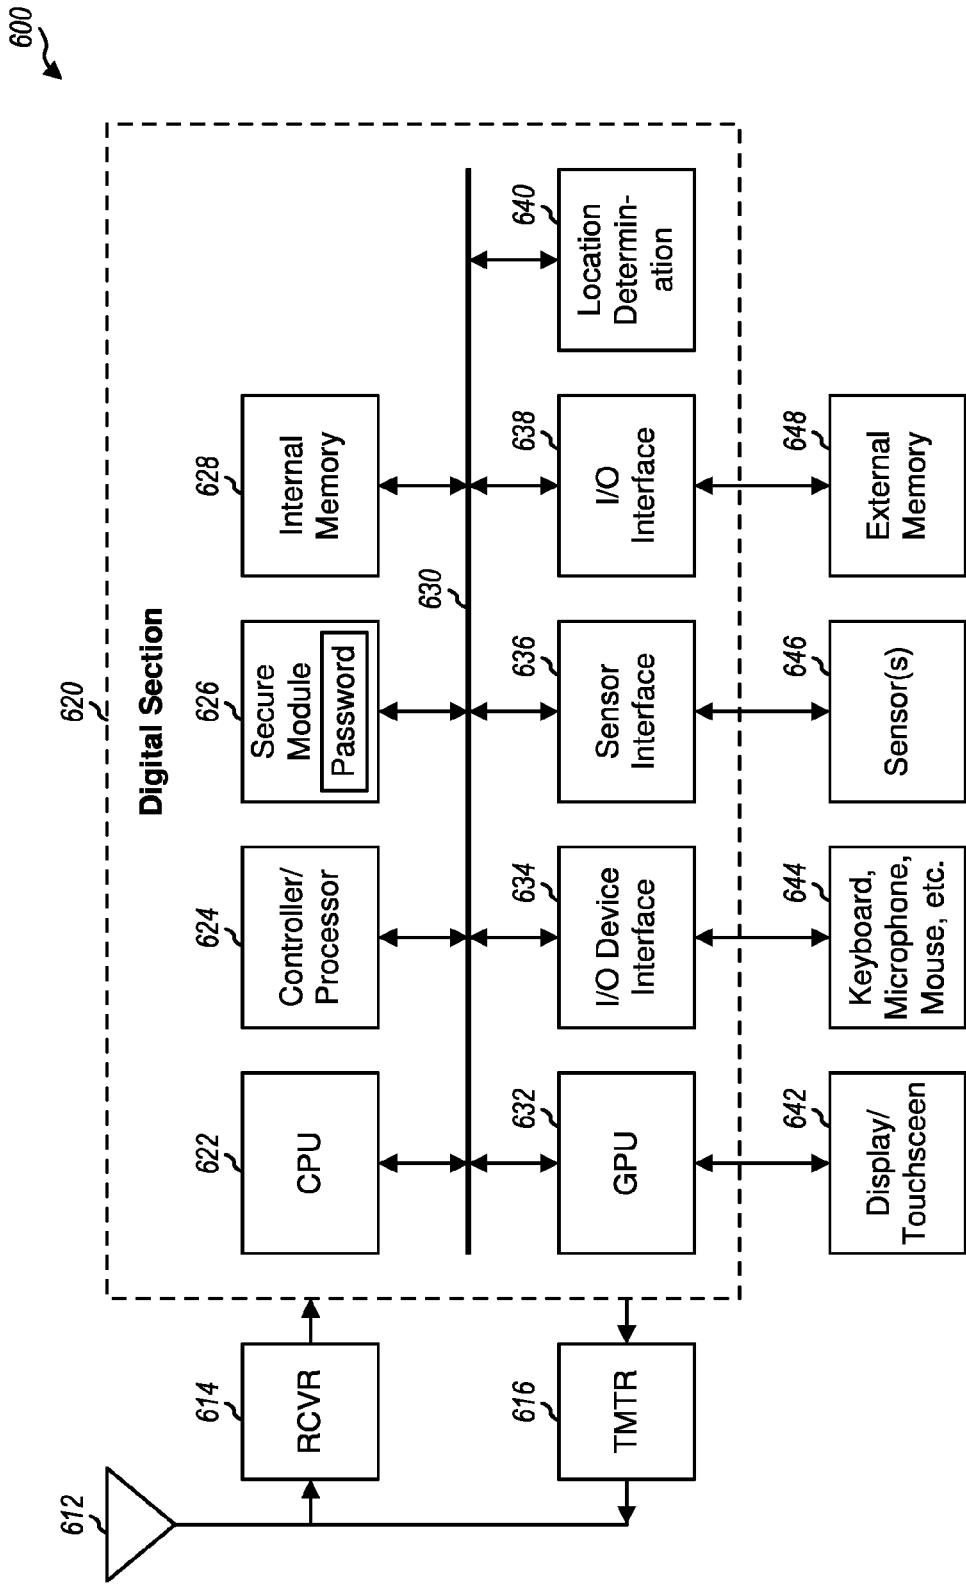 600
620
Digital Section
612
614
RCVR
622
CPU
624
Controller/
Processor
626
Secure
Module
Password
628
Internal
Memory
630
616
TMTR
632
GPU
634
I/O Device
Interface
636
Sensor
Interface
638
I/O
Interface
640
Location
Determin-
ation
642
Display/
Touchsceen
644
Keyboard,
Microphone,
Mouse, etc.
646
Sensor(s)
648
External
Memory